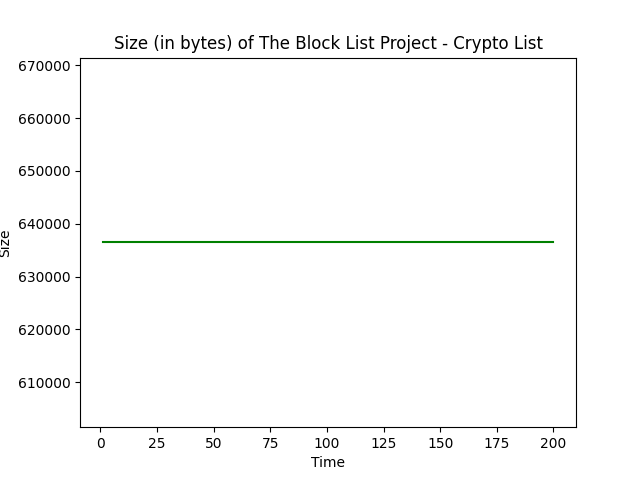 Size (in bytes) of The Block List Project - Crypto List
670000
660000
650000
640000
630000
620000
610000
Size
0 25 50 75 100 125 150 175 200
Time